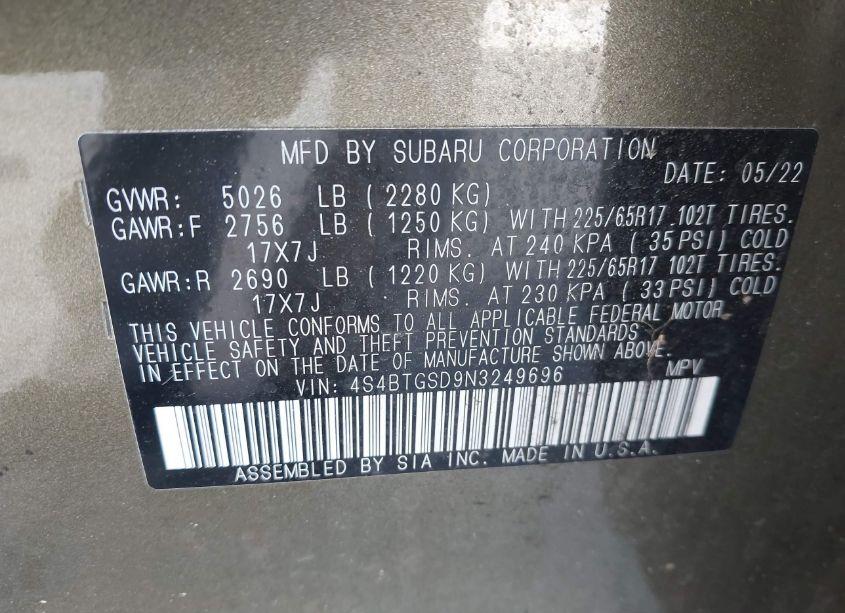 MFD BY SUBARU CORPORATION
DATE: 05/22
GVWR: 5026 LB ( 2280 KG)
GAWR:F 2756 LB ( 1250 KG) WITH 225/65R17 102T TIRES.
17X7J RIMS. AT 240 KPA ( 35 PSI) COLD
GAWR:R 2690 LB ( 1220 KG) WITH 225/65R17 102T TIRES.
17X7J RIMS. AT 230 KPA ( 33 PSI) COLD
THIS VEHICLE CONFORMS TO ALL APPLICABLE FEDERAL MOTOR
VEHICLE SAFETY AND THEFT PREVENTION STANDARDS
IN EFFECT ON THE DATE OF MANUFACTURE SHOWN ABOVE.
VIN: 4S4BTGSD9N3249696 MPV
ASSEMBLED BY SIA INC. MADE IN U.S.A.